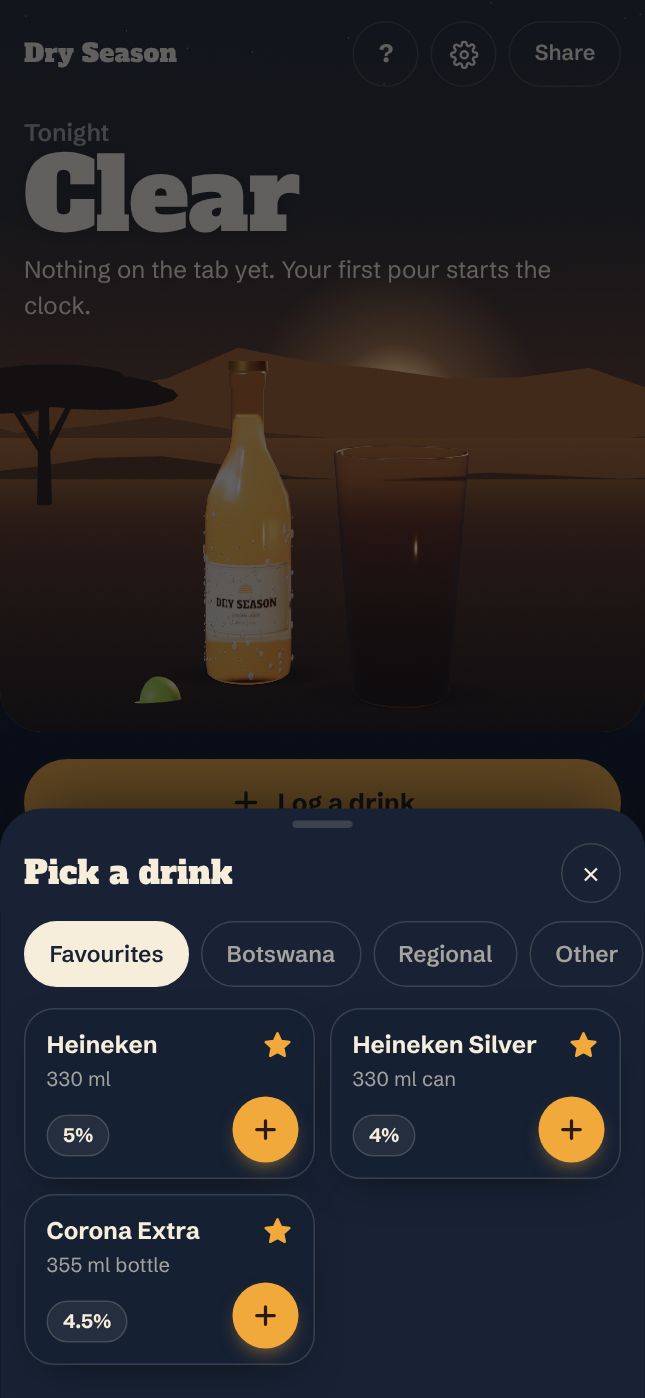 Dry Season
?
Share
Tonight
Clear
Nothing on the tab yet. Your first pour starts the
clock.
DRY SEASON
Log a drink
Pick a drink
×
Favourites
Botswana
Regional
Other
Heineken
330 ml
5%
+
Heineken Silver
330 ml can
4%
+
Corona Extra
355 ml bottle
4.5%
+